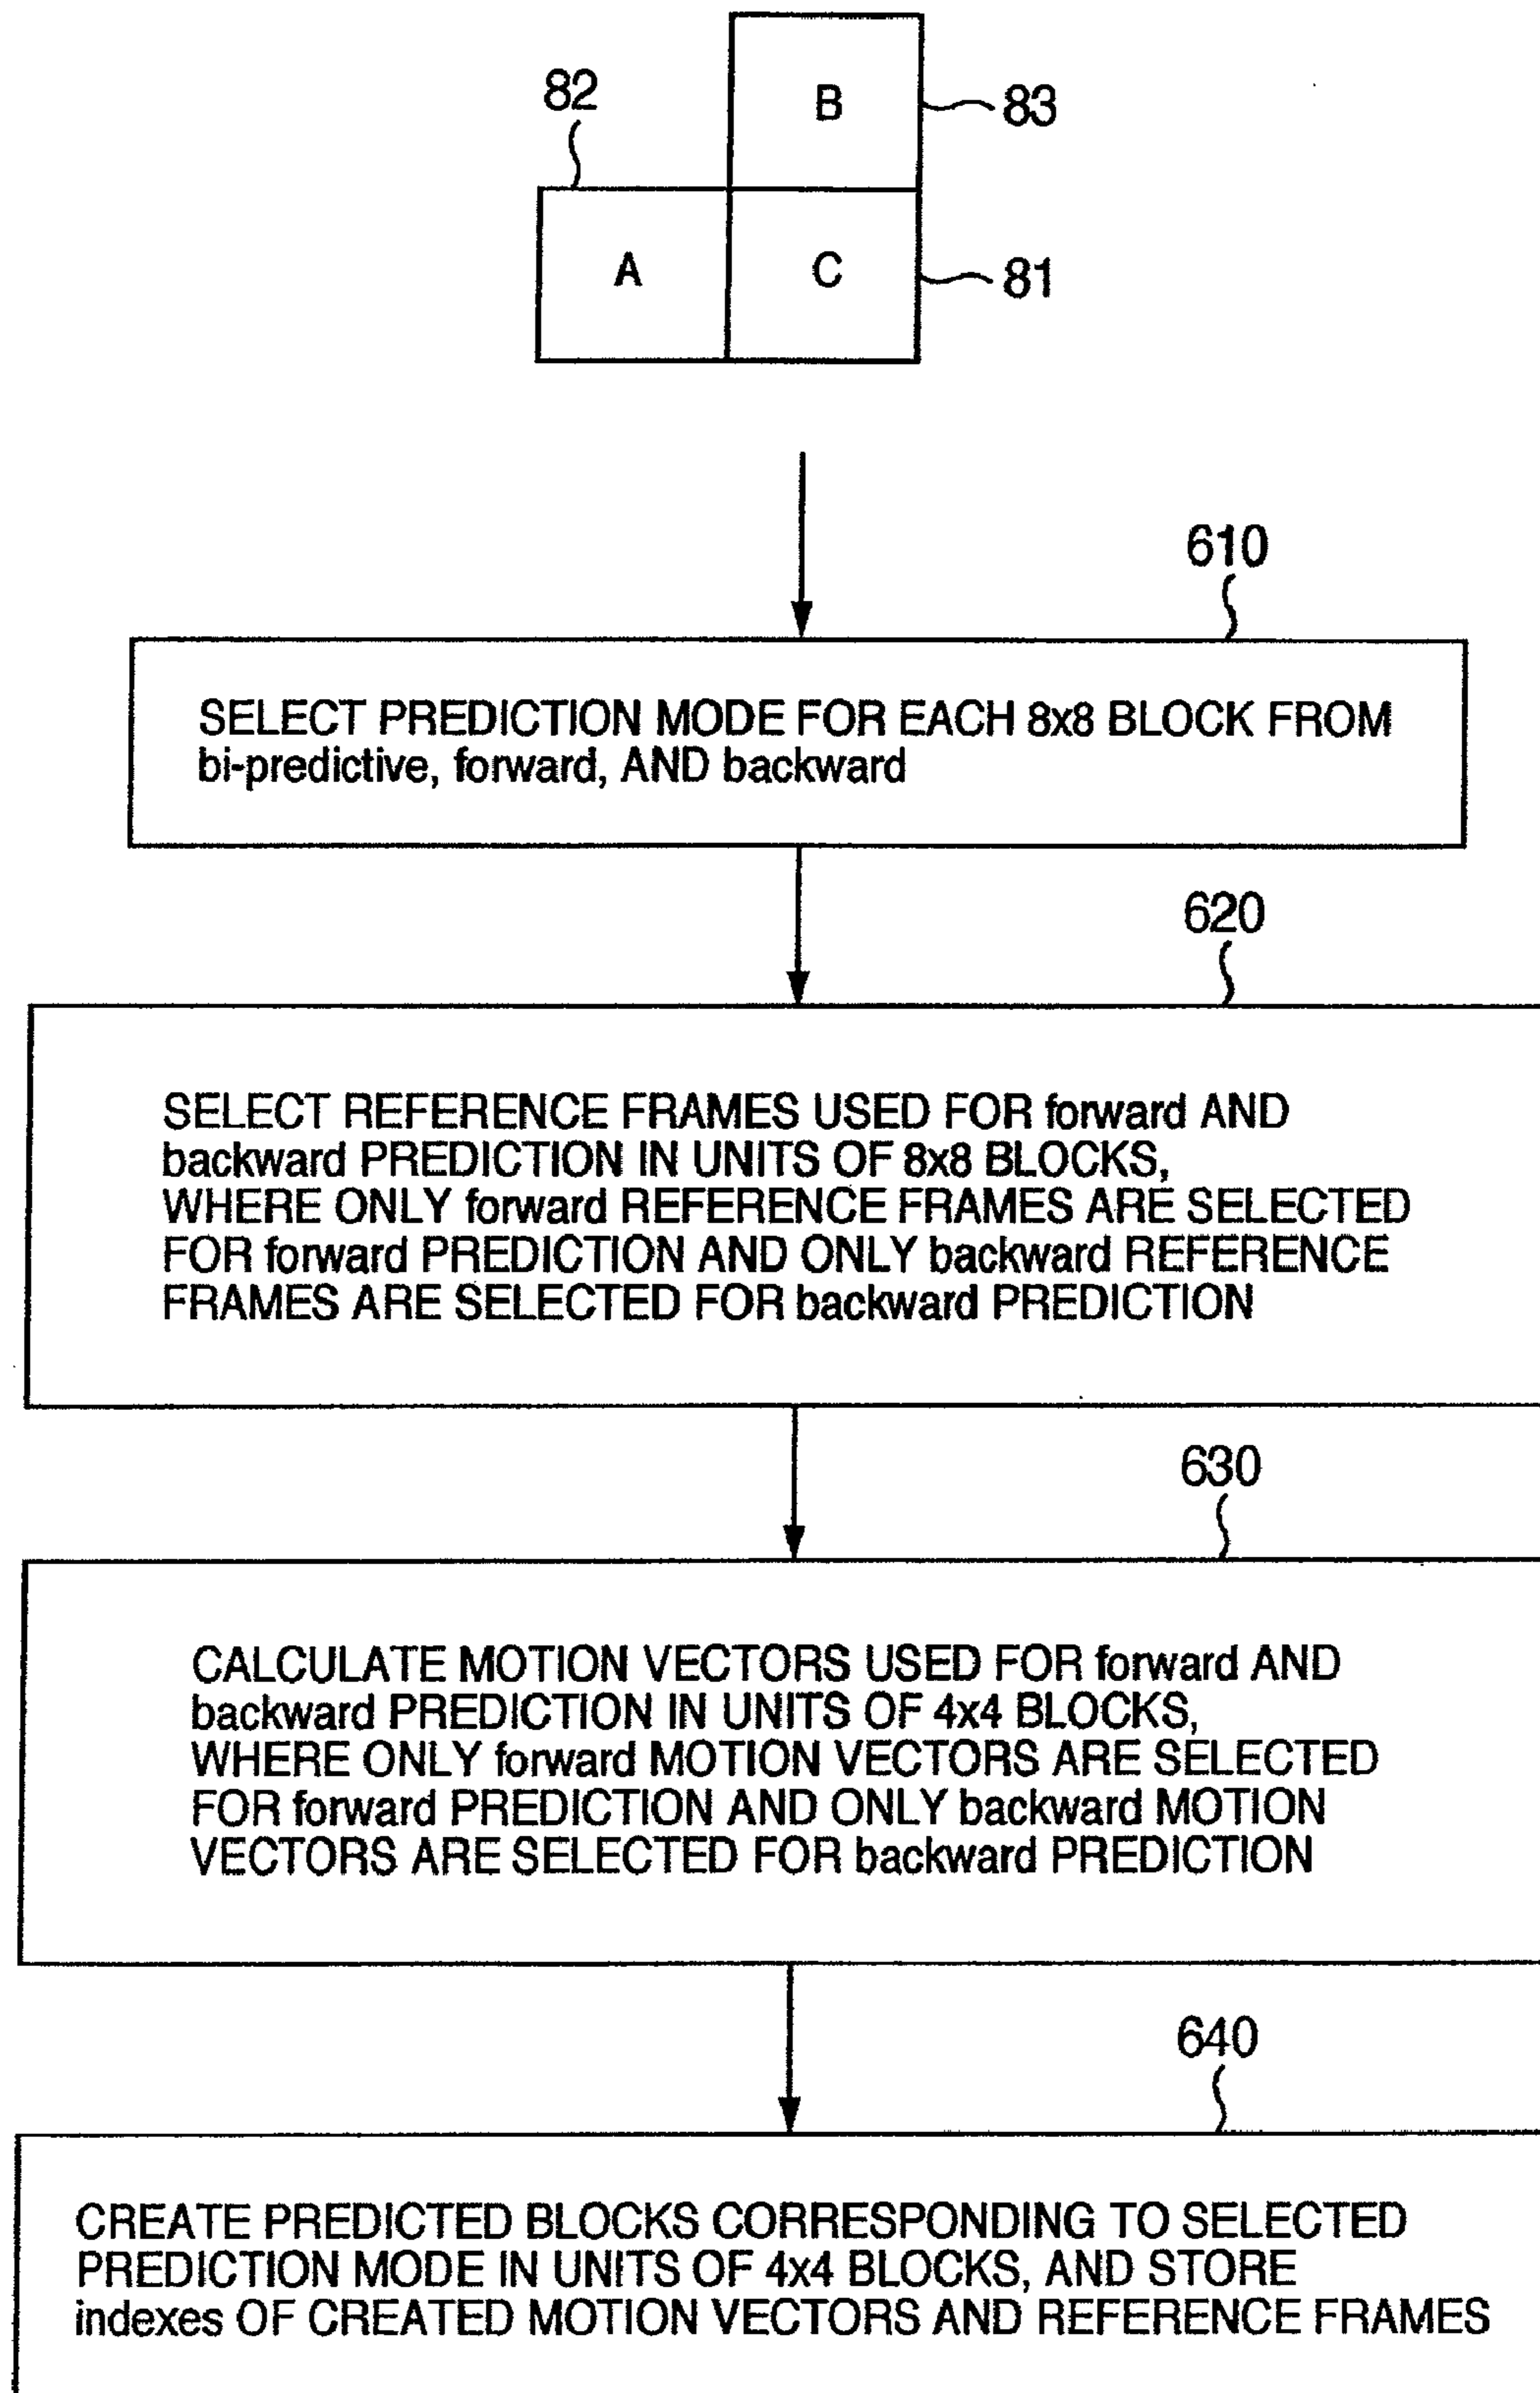 82
B
83
A
C
81
610
SELECT PREDICTION MODE FOR EACH 8x8 BLOCK FROM
bi-predictive, forward, AND backward
620
SELECT REFERENCE FRAMES USED FOR forward AND
backward PREDICTION IN UNITS OF 8x8 BLOCKS,
WHERE ONLY forward REFERENCE FRAMES ARE SELECTED
FOR forward PREDICTION AND ONLY backward REFERENCE
FRAMES ARE SELECTED FOR backward PREDICTION
630
CALCULATE MOTION VECTORS USED FOR forward AND
backward PREDICTION IN UNITS OF 4x4 BLOCKS,
WHERE ONLY forward MOTION VECTORS ARE SELECTED
FOR forward PREDICTION AND ONLY backward MOTION
VECTORS ARE SELECTED FOR backward PREDICTION
640
CREATE PREDICTED BLOCKS CORRESPONDING TO SELECTED
PREDICTION MODE IN UNITS OF 4x4 BLOCKS, AND STORE
indexes OF CREATED MOTION VECTORS AND REFERENCE FRAMES